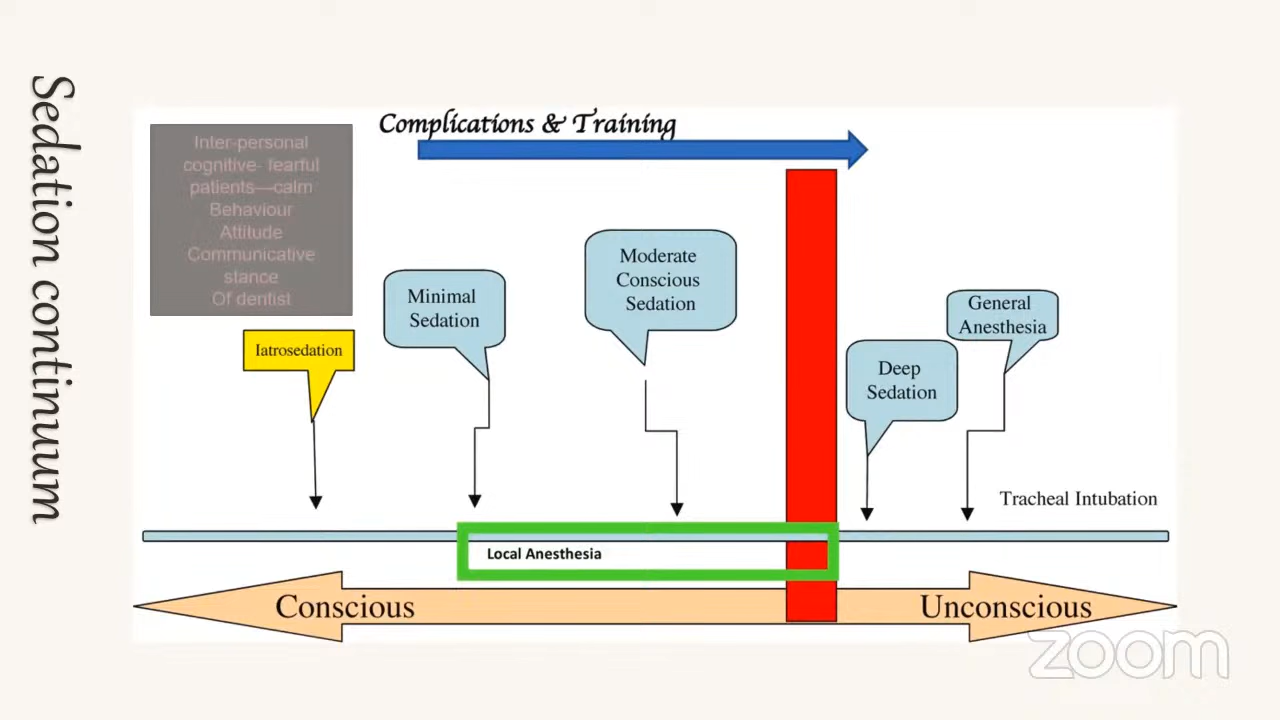 Sedation continuum
Complications & Training
Inter-personal
cognitive- fearful
patients—calm
Behaviour
Attitude
Communicative
stance
Of dentist
Iatrosedation
Minimal
Sedation
Moderate
Conscious
Sedation
Deep
Sedation
General
Anesthesia
Tracheal Intubation
Local Anesthesia
Conscious
Unconscious
zoom